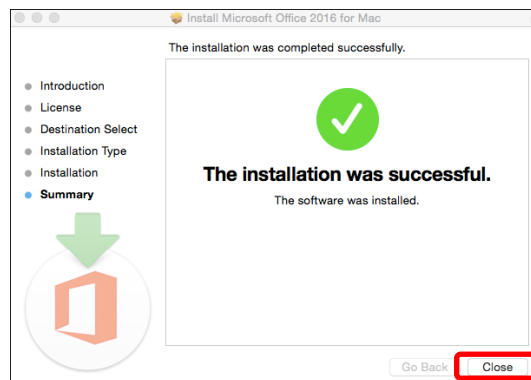 Install Microsoft Office 2016 for Mac
The installation was completed successfully.
Introduction
License
Destination Select
Installation Type
Installation
Summary
The installation was successful.
The software was installed.
Go Back
Close